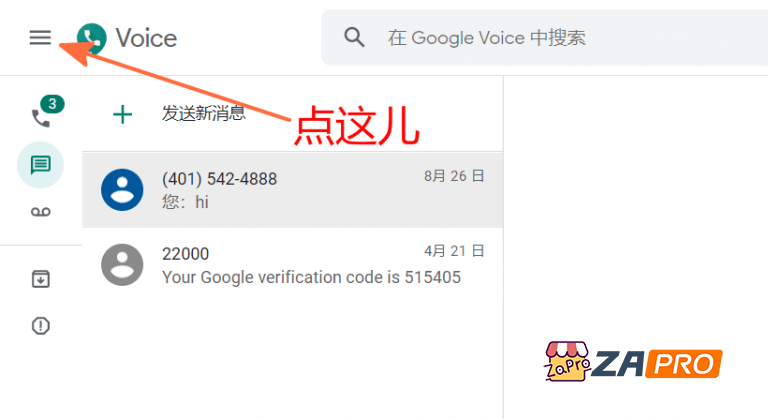 Voice
在 Google Voice 中搜索
3
发送新消息
点这儿
(401) 542-4888
8月 26 日
您：hi
22000
4月 21 日
Your Google verification code is 515405
ZaPro
ZAPRO